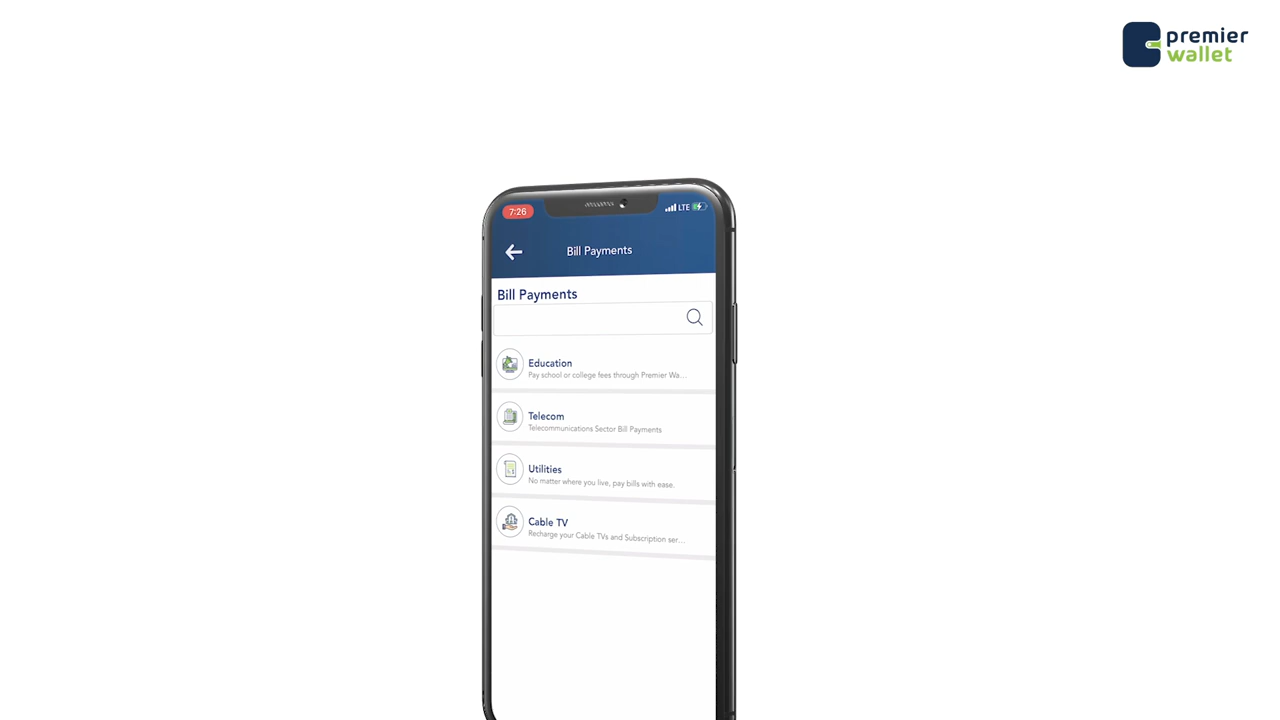 premier
wallet
7:26
LTE
Bill Payments
Bill Payments
Education
Pay school or college fees through Premier Wa...
Telecom
Telecommunications Sector Bill Payments
Utilities
No matter where you live, pay bills with ease.
Cable TV
Recharge your Cable TVs and Subscription ser...